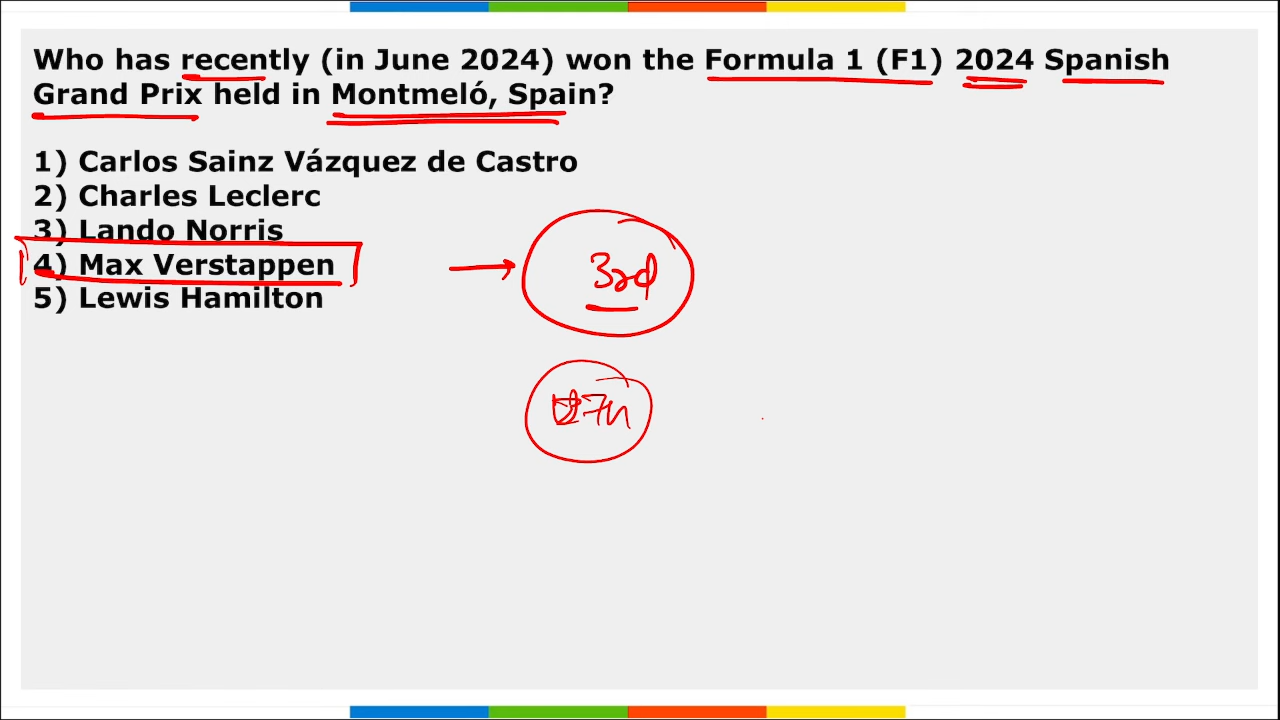 Who has recently (in June 2024) won the Formula 1 (F1) 2024 Spanish
Grand Prix held in Montmeló, Spain?
1) Carlos Sainz Vázquez de Castro
2) Charles Leclerc
3) Lando Norris
4) Max Verstappen
5) Lewis Hamilton
3rd